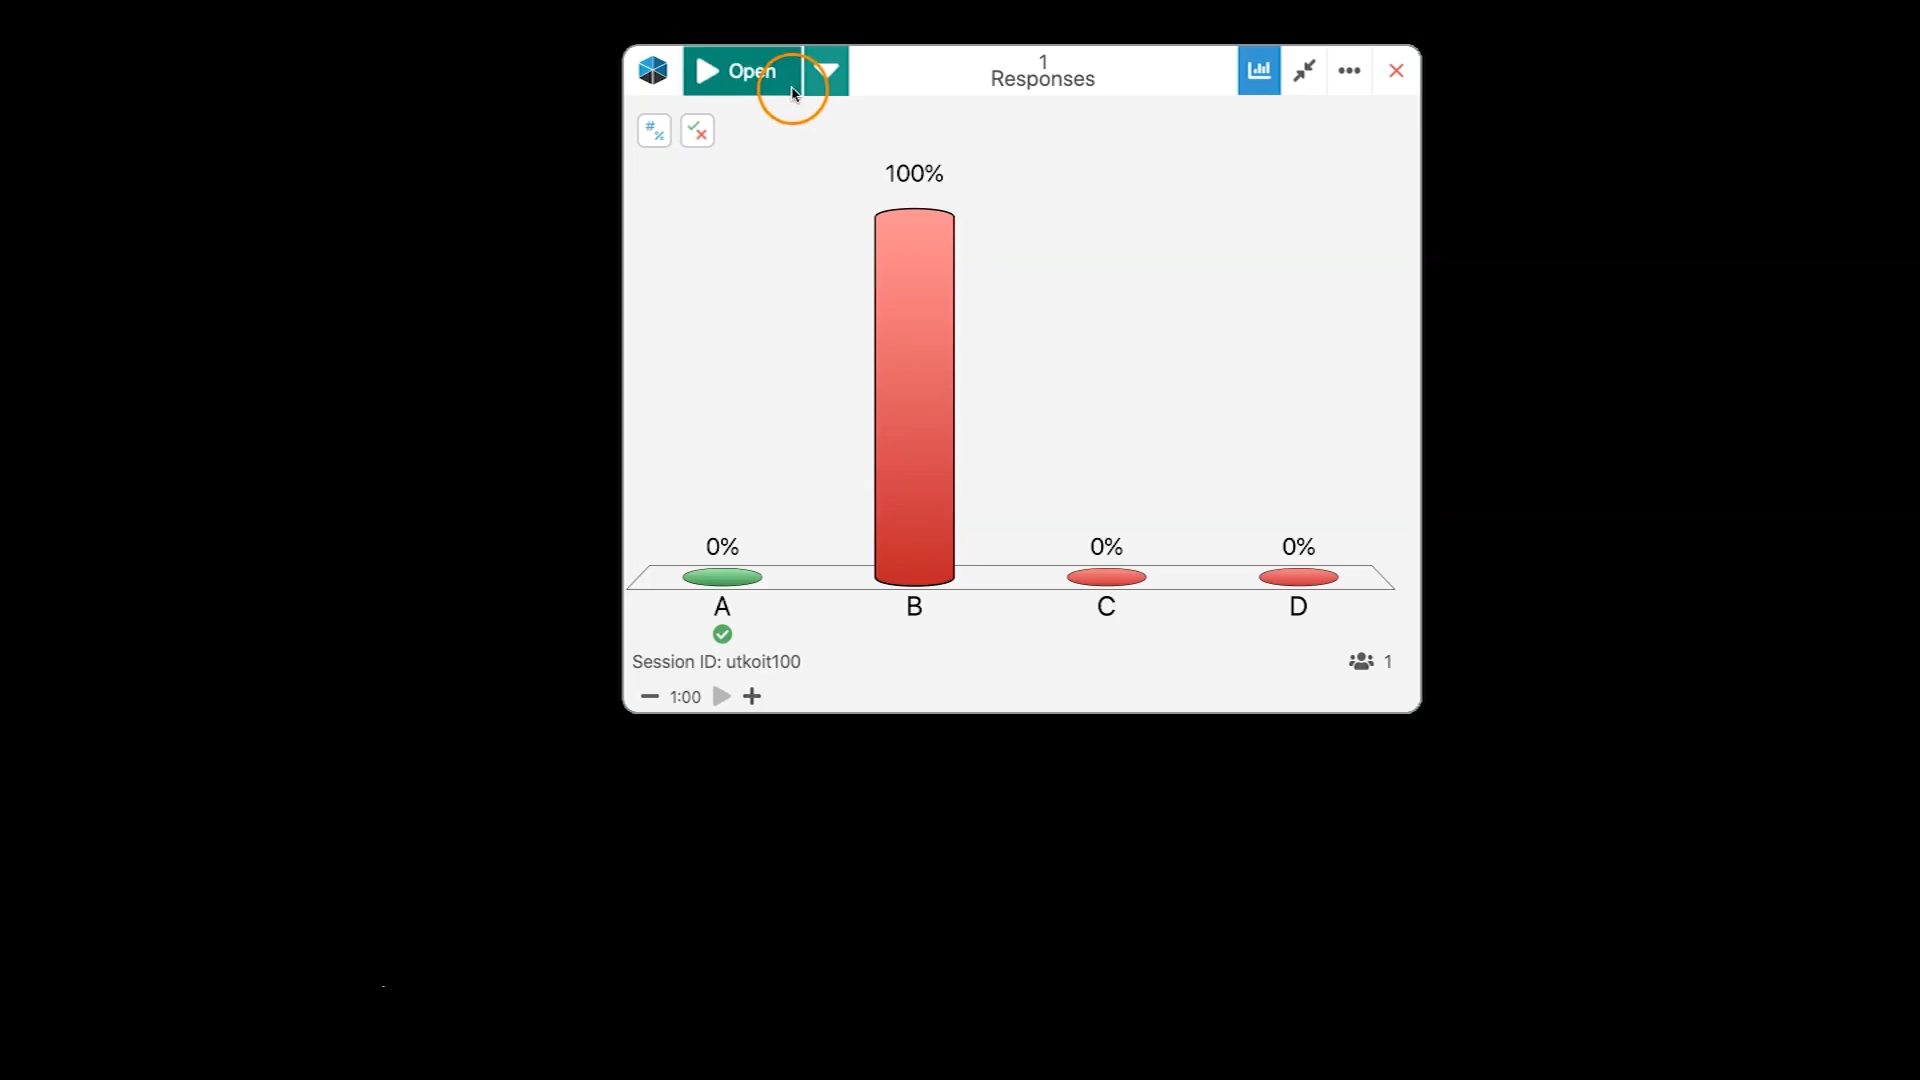 Open
1
Responses
#
%
100%
0%
0%
0%
A
B
C
D
Session ID: utkoit100
1
1:00